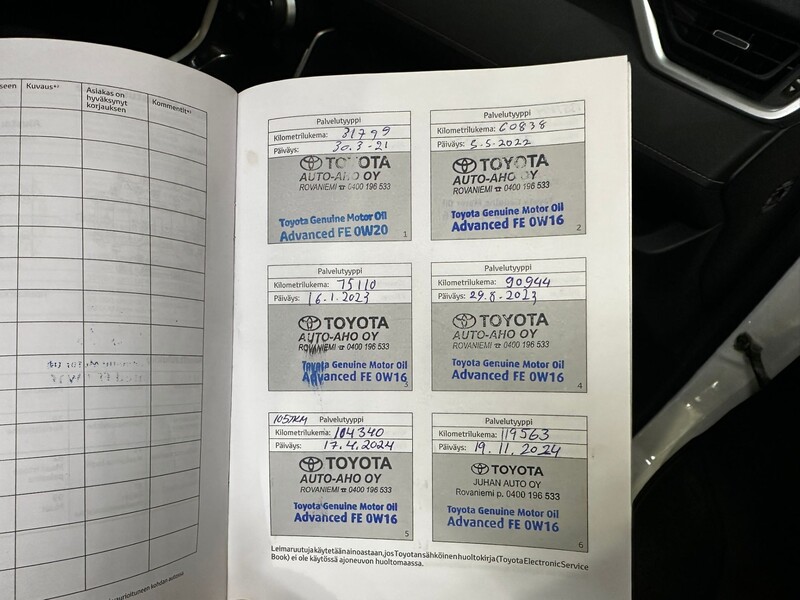 Kuvaus*²
Asiakas on
hyväksynyt
korjauksen
Kommentit*³
Palvelutyyppi
Kilometrilukema: 31799
Päiväys: 30.3-21
TOYOTA
AUTO-AHO OY
ROVANIEMI ☎ 0400 196 533
Toyota Genuine Motor Oil
Advanced FE 0W20
1
Palvelutyyppi
Kilometrilukema: 60838
Päiväys: 5.5-2022
TOYOTA
AUTO-AHO OY
ROVANIEMI ☎ 0400 196 533
Toyota Genuine Motor Oil
Advanced FE 0W16
2
Palvelutyyppi
Kilometrilukema: 75110
Päiväys: 16.1.2023
TOYOTA
AUTO-AHO OY
ROVANIEMI ☎ 0400 196 533
Toyota Genuine Motor Oil
Advanced FE 0W16
3
Palvelutyyppi
Kilometrilukema: 90944
Päiväys: 29.8.2023
TOYOTA
AUTO-AHO OY
ROVANIEMI ☎ 0400 196 533
Toyota Genuine Motor Oil
Advanced FE 0W16
4
105TKM Palvelutyyppi
Kilometrilukema: 104340
Päiväys: 17.4.2024
TOYOTA
AUTO-AHO OY
ROVANIEMI ☎ 0400 196 533
Toyota Genuine Motor Oil
Advanced FE 0W16
5
Palvelutyyppi
Kilometrilukema: 119563
Päiväys: 19.11.2024
TOYOTA
JUHAN AUTO OY
Rovaniemi p. 0400 196 533
Toyota Genuine Motor Oil
Advanced FE 0W16
6
Leimaruutuja käytetään ainoastaan, jos Toyotan sähköinen huoltokirja (Toyota Electronic Service
Book) ei ole käytössä ajoneuvon huoltomaassa.